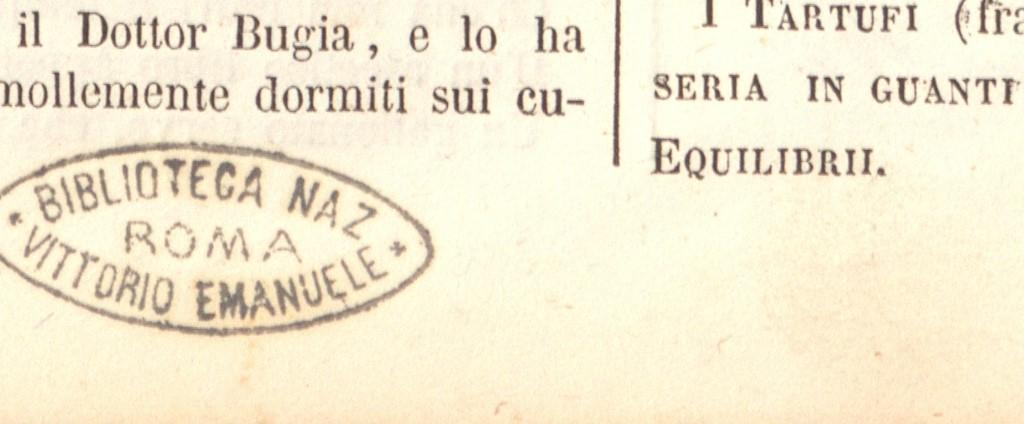 il Dottor Bugia, e lo ha
mollemente dormiti sui cu-
I TARTUFI (fra
SERIA IN GUANTI
EQUILIBRII.
* BIBLIOTECA NAZ *
ROMA
VITTORIO EMANUELE